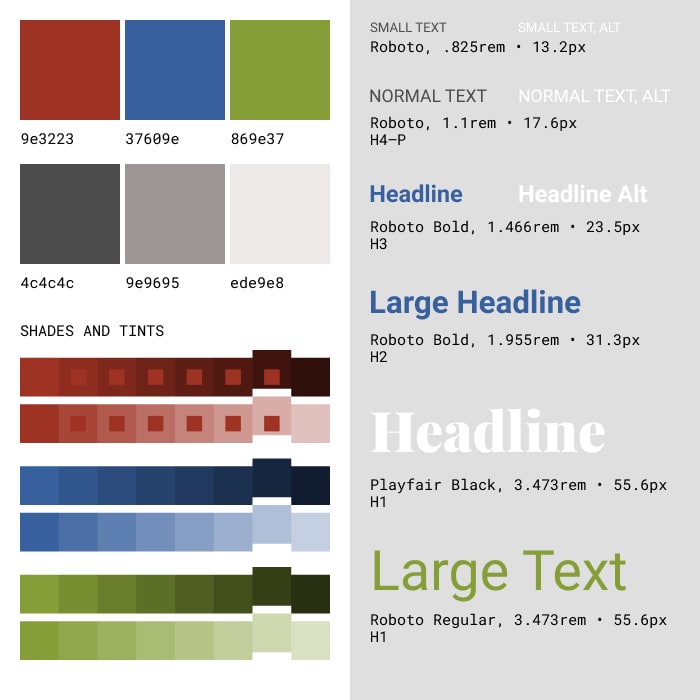 9e3223 37609e 869e37
4c4c4c 9e9695 ede9e8
SHADES AND TINTS
SMALL TEXT SMALL TEXT, ALT
Roboto, .825rem • 13.2px
NORMAL TEXT NORMAL TEXT, ALT
Roboto, 1.1rem • 17.6px
H4–P
Headline Headline Alt
Roboto Bold, 1.466rem • 23.5px
H3
Large Headline
Roboto Bold, 1.955rem • 31.3px
H2
Headline
Playfair Black, 3.473rem • 55.6px
H1
Large Text
Roboto Regular, 3.473rem • 55.6px
H1